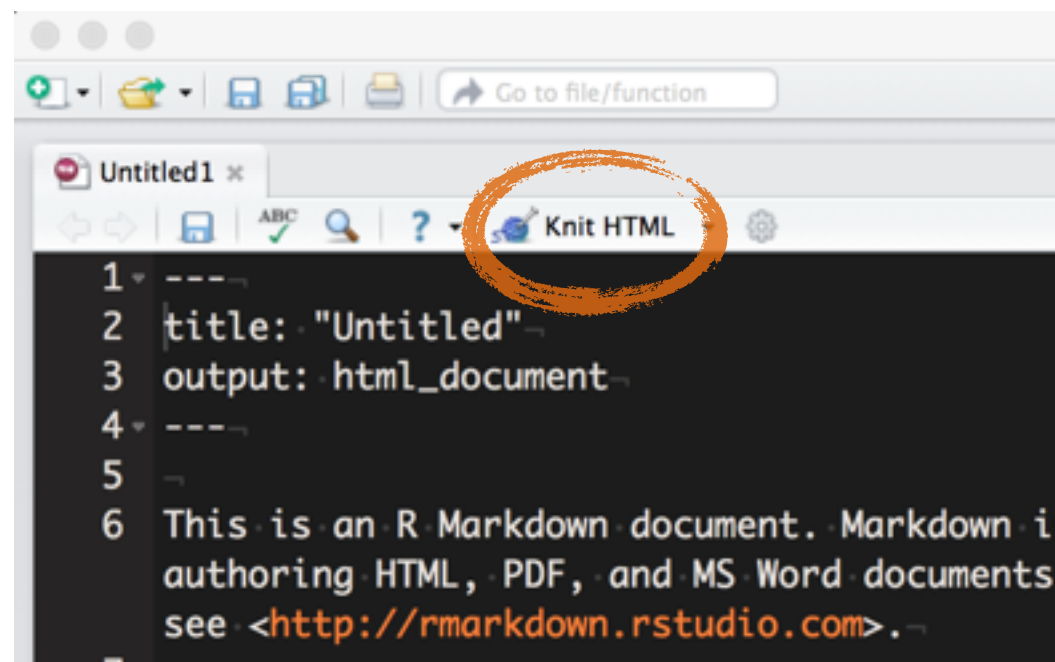 Go to file/function
Untitled1
ABC ? Knit HTML
1 ---
2 title: "Untitled"
3 output: html_document
4 ---
5
6 This is an R Markdown document. Markdown i
authoring HTML, PDF, and MS Word documents
see <http://rmarkdown.rstudio.com>.